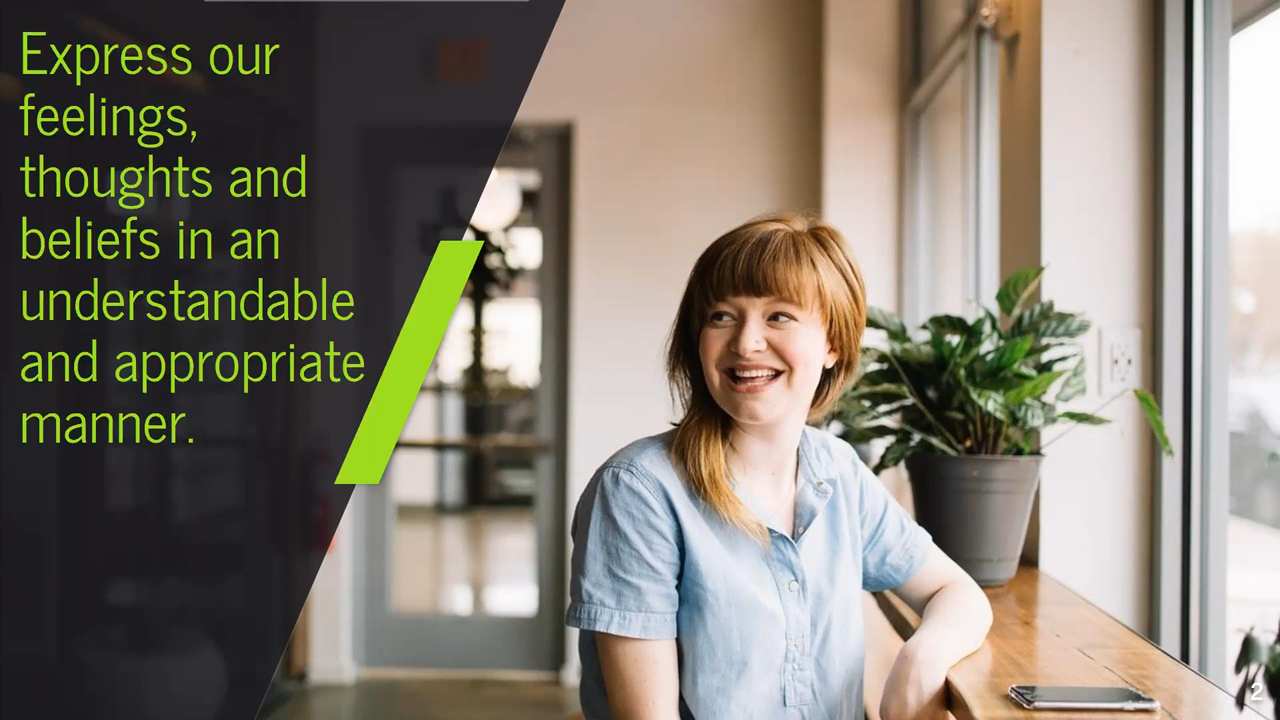 Express our
feelings,
thoughts and
beliefs in an
understandable
and appropriate
manner.
2